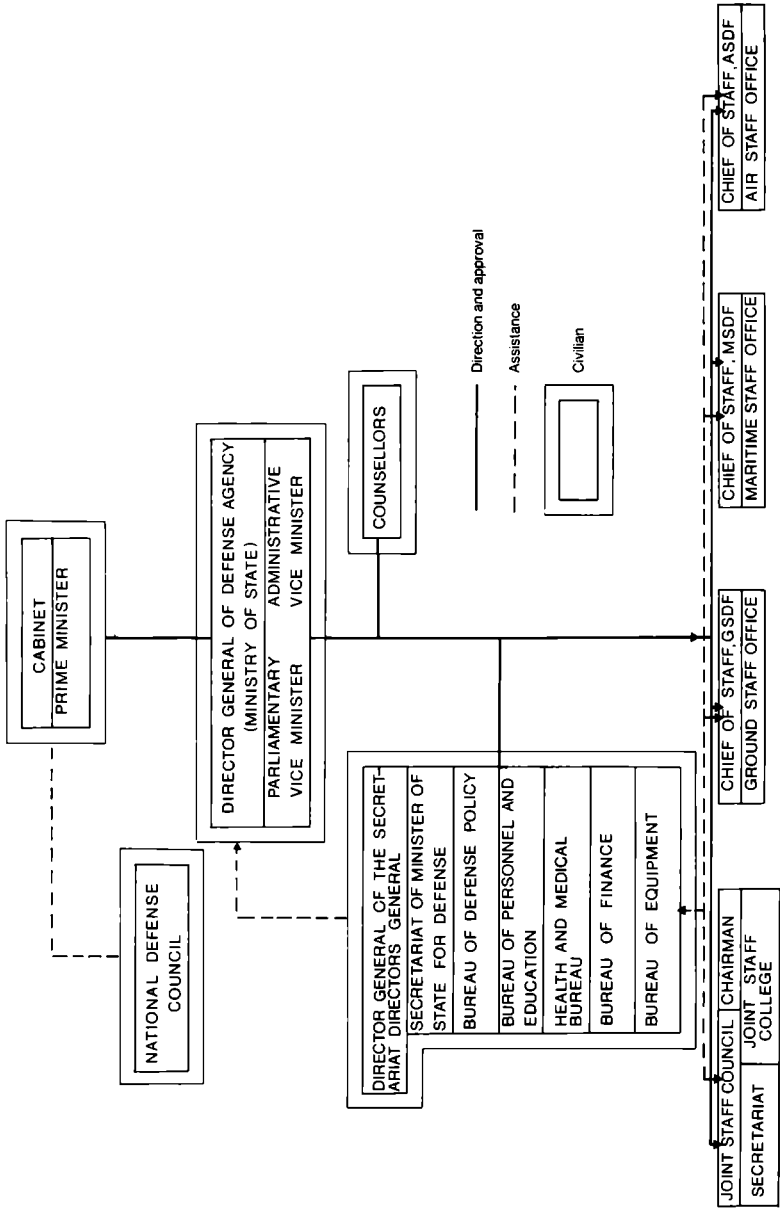 CABINET
PRIME MINISTER
NATIONAL DEFENSE
COUNCIL
DIRECTOR GENERAL OF DEFENSE AGENCY
(MINISTRY OF STATE)
PARLIAMENTARY ADMINISTRATIVE
VICE MINISTER VICE MINISTER
COUNSELLORS
DIRECTOR GENERAL OF THE SECRET-
ARIAT DIRECTORS GENERAL
SECRETARIAT OF MINISTER OF
STATE FOR DEFENSE
BUREAU OF DEFENSE POLICY
BUREAU OF PERSONNEL AND
EDUCATION
HEALTH AND MEDICAL
BUREAU
BUREAU OF FINANCE
BUREAU OF EQUIPMENT
Direction and approval
Assistance
Civilian
JOINT STAFF COUNCIL CHAIRMAN
SECRETARIAT
JOINT STAFF
COLLEGE
CHIEF OF STAFF, GSDF
GROUND STAFF OFFICE
CHIEF OF STAFF, MSDF
MARITIME STAFF OFFICE
CHIEF OF STAFF, ASDF
AIR STAFF OFFICE